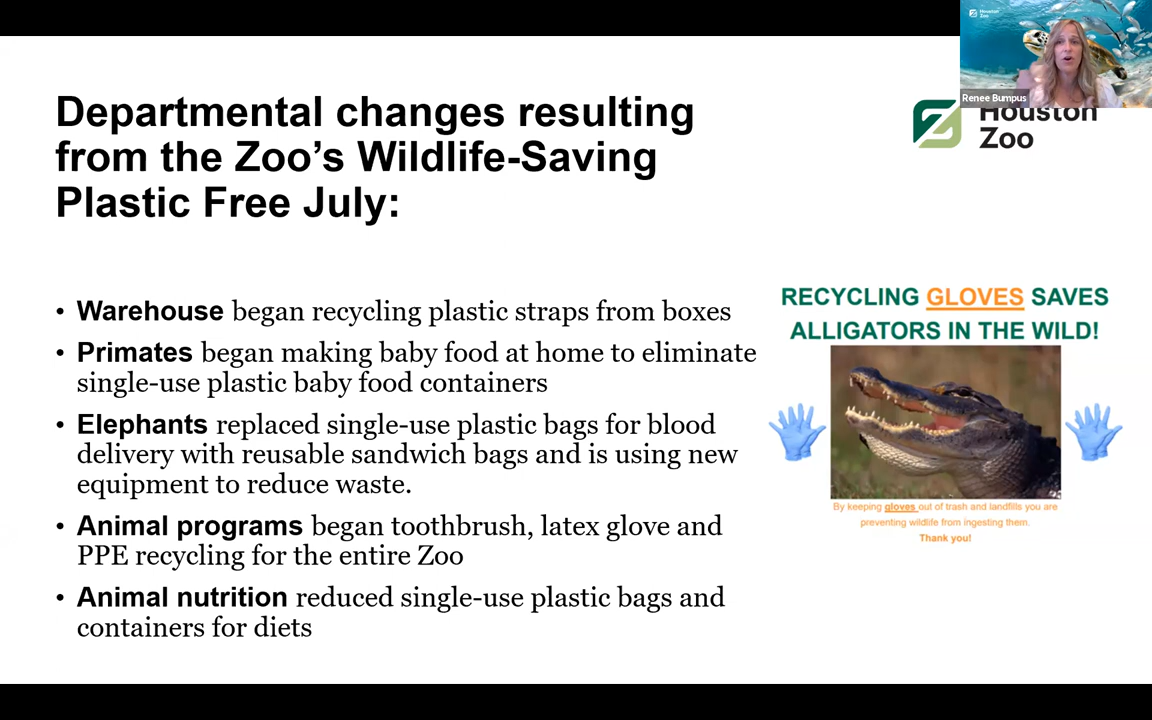 Houston
Zoo
Renee Bumpus
Departmental changes resulting
from the Zoo’s Wildlife-Saving
Plastic Free July:
Houston
Zoo
• Warehouse began recycling plastic straps from boxes
• Primates began making baby food at home to eliminate
single-use plastic baby food containers
• Elephants replaced single-use plastic bags for blood
delivery with reusable sandwich bags and is using new
equipment to reduce waste.
• Animal programs began toothbrush, latex glove and
PPE recycling for the entire Zoo
• Animal nutrition reduced single-use plastic bags and
containers for diets
RECYCLING GLOVES SAVES
ALLIGATORS IN THE WILD!
By keeping gloves out of trash and landfills you are
preventing wildlife from ingesting them.
Thank you!